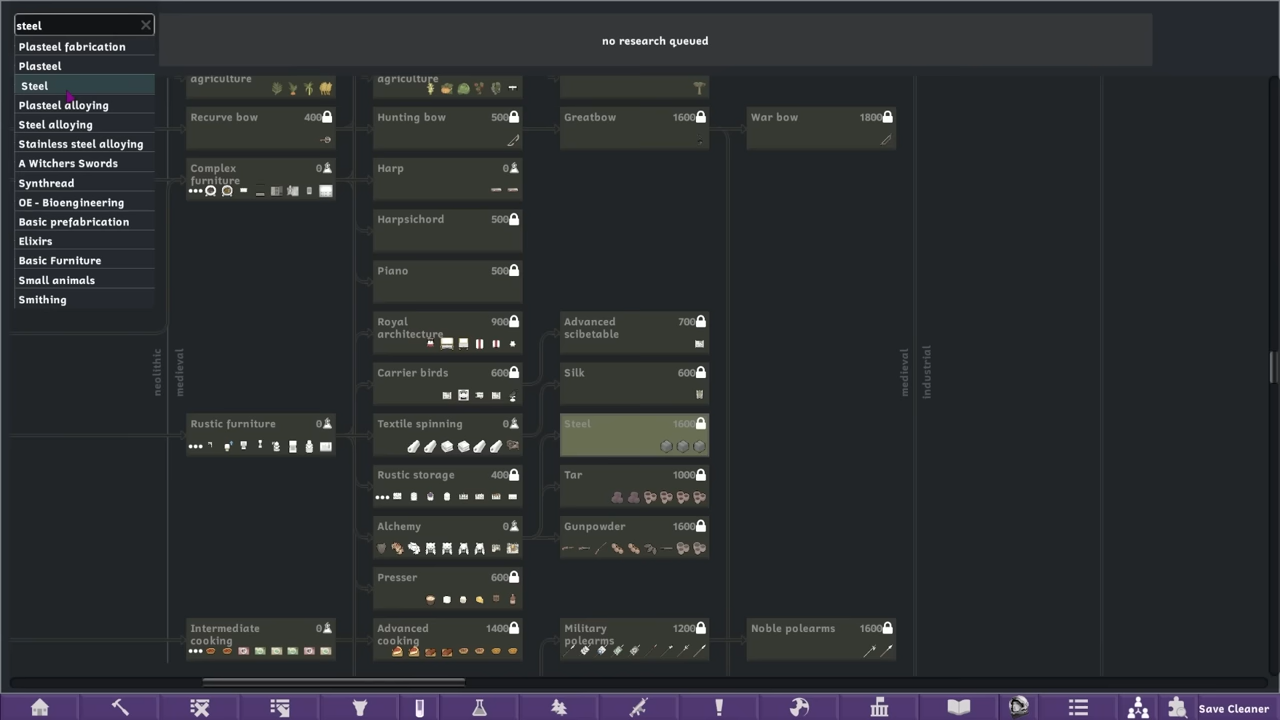 steel
no research queued
Plasteel fabrication
Plasteel
Steel
Plasteel alloying
Steel alloying
Stainless steel alloying
A Witchers Swords
Synthread
OE - Bioengineering
Basic prefabrication
Elixirs
Basic Furniture
Small animals
Smithing
agriculture
agriculture
Recurve bow 400
Hunting bow 500
Greatbow 1600
War bow 1800
Complex furniture 0
Harp 0
Harpsichord 500
Piano 500
Royal architecture 900
Advanced scibetable 700
neolithic
medieval
medieval
industrial
Carrier birds 600
Silk 600
Rustic furniture 0
Textile spinning 0
Steel 1600
Rustic storage 400
Tar 1000
Alchemy 0
Gunpowder 1600
Presser 600
Intermediate cooking 0
Advanced cooking 1400
Military polearms 1200
Noble polearms 1600
Save Cleaner